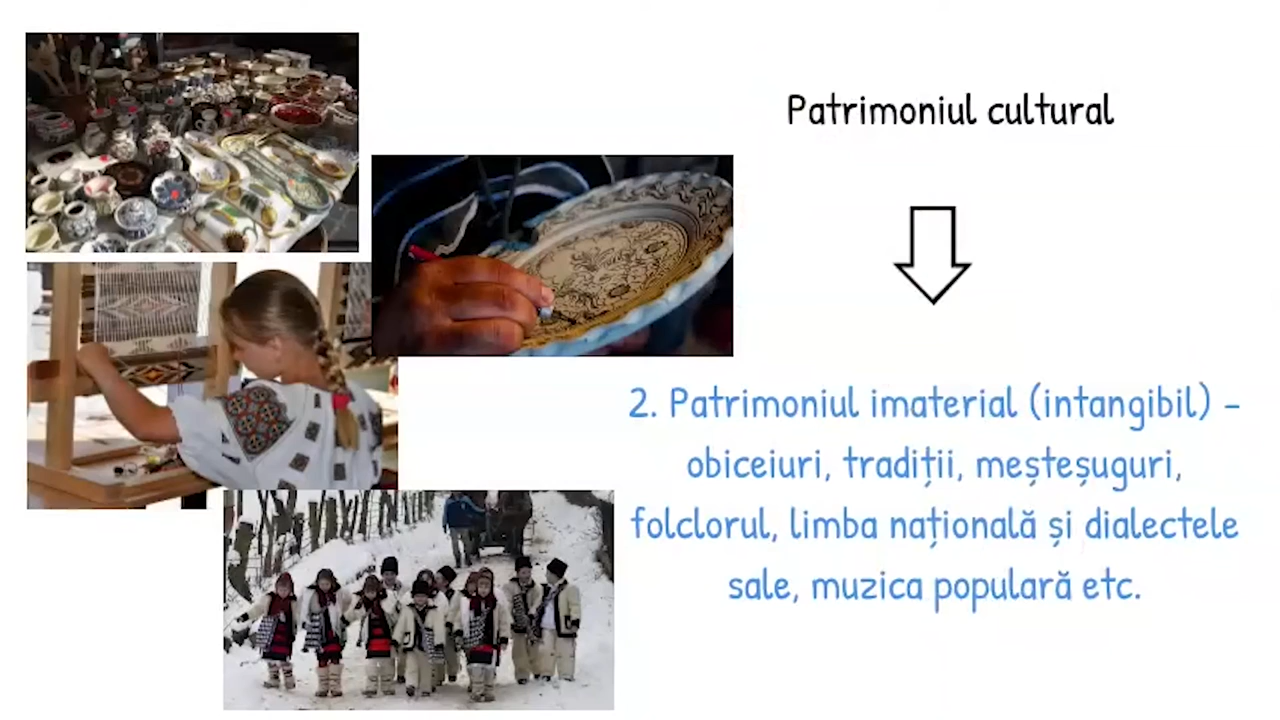 Patrimoniul cultural
2. Patrimoniul imaterial (intangibil) –
obiceiuri, tradiții, meșteșuguri,
folclorul, limba națională și dialectele
sale, muzica populară etc.